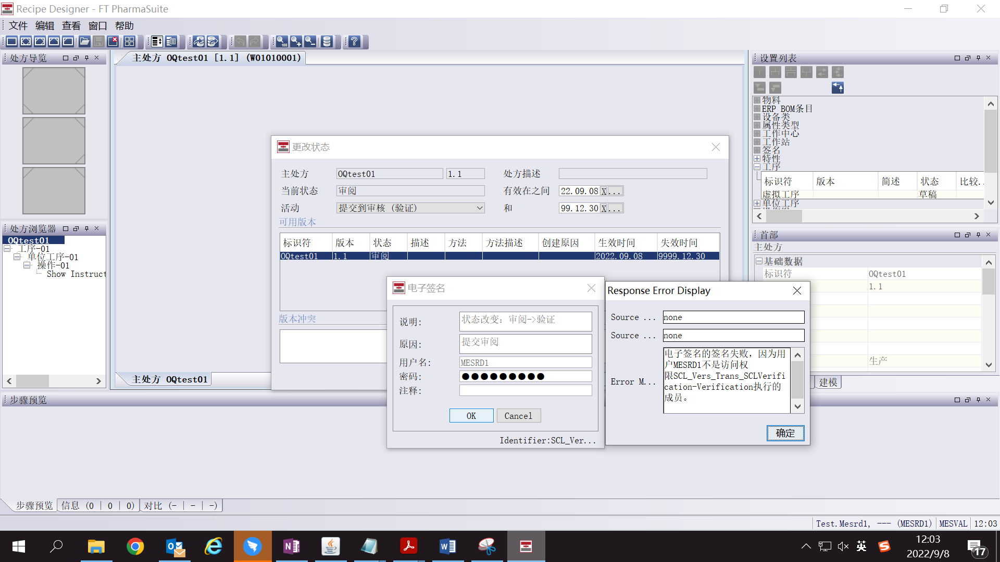 Recipe Designer - FT PharmaSuite
文件 编辑 查看 窗口 帮助
处方导览
主处方 OQtest01 [1.1] (W01010001)
设置列表
物料
ERP BOM条目
设备类
属性类型
工作中心
工作站
签名
特性
工序
标识符 版本 简述 状态 比较.
虚拟工序 草稿
单位工序
更改状态
主处方 OQtest01 1.1 处方描述
当前状态 审阅 有效在之间 22.09.08 X ...
活动 提交到审核 (验证) 和 99.12.30 X ...
可用版本
标识符 版本 状态 描述 方法 方法描述 创建原因 生效时间 失效时间
OQtest01 1.1 审阅 2022.09.08 9999.12.30
版本冲突
处方浏览器
OQtest01
工序-01
单位工序-01
操作-01
Show Instruct
首部
主处方
基础数据
标识符 OQtest01
1.1
生产
建模
电子签名
说明: 状态改变: 审阅->验证
原因: 提交审阅
用户名: MESRD1
密码: ●●●●●●●●●
注释:
OK Cancel
Identifier:SCL_Ver...
Response Error Display
Source ... none
Source ... none
Error M...
电子签名的签名失败，因为用
户MESRD1不是访问权
限SCL_Vers_Trans_SCLVerifi
cation-Verification执行的
成员。
确定
主处方 OQtest01
步骤预览
步骤预览 信息 (0 | 0 | 0) 对比 (- | - | -)
Test.Mesrd1, --- (MESRD1) MESVAL 12:03
英
12:03
2022/9/8
17